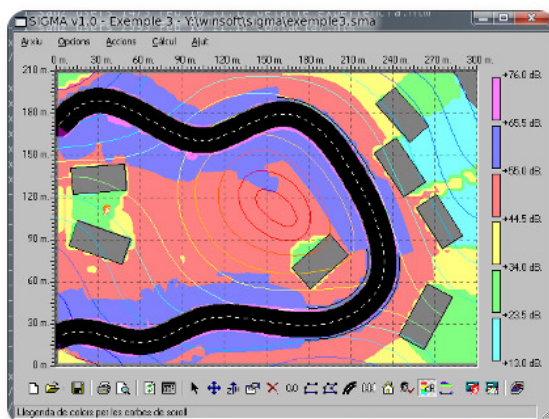 SIGMA v1.0 - Exemple 3 - Y:\winsoft\sigma\exemple3.sma
Arxiu Opcions Accions Càlcul Ajut
0 m. 30 m. 60 m. 90 m. 120 m. 150 m. 180 m. 210 m. 240 m. 270 m. 300 m.
210 m.
180 m.
150 m.
120 m.
90 m.
60 m.
30 m.
0 m.
+76.0 dB.
+65.5 dB.
+55.0 dB.
+44.5 dB.
+34.0 dB.
+23.5 dB.
+13.0 dB.
Llegenda de colors per les corbes de soroll